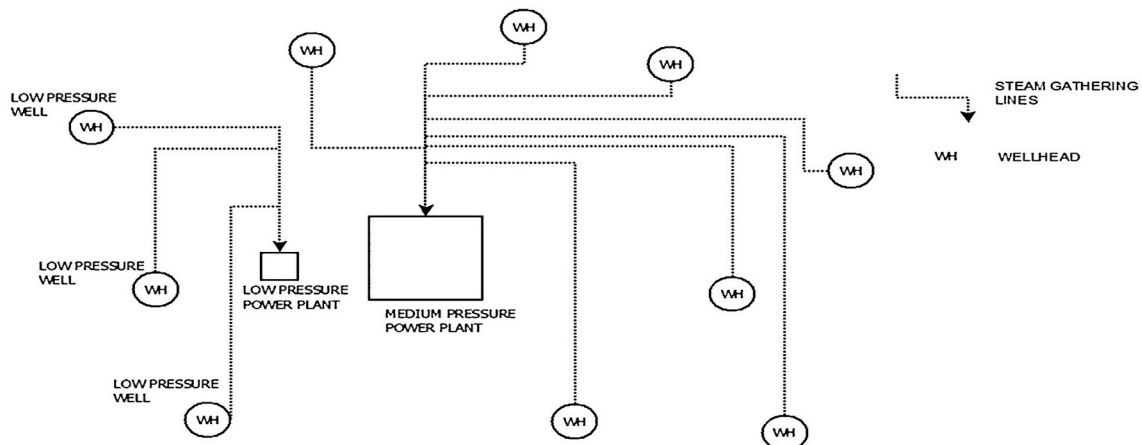 WH
WH
WH
LOW PRESSURE
WELL
WH
STEAM GATHERING
LINES
WH
WELLHEAD
WH
LOW PRESSURE
WELL
WH
LOW PRESSURE
POWER PLANT
MEDIUM PRESSURE
POWER PLANT
WH
LOW PRESSURE
WELL
WH
WH
WH